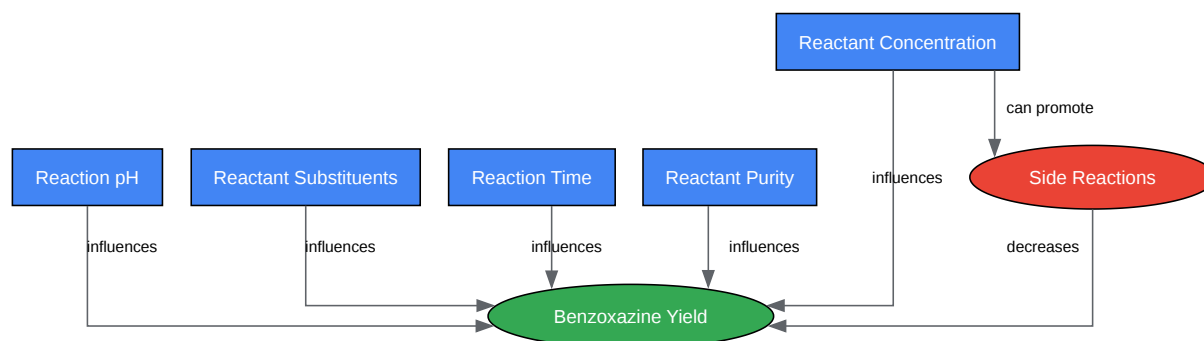 Reactant Concentration
can promote
Reaction pH
Reactant Substituents
Reaction Time
Reactant Purity
influences
Side Reactions
influences
influences
influences
influences
decreases
Benzoxazine Yield